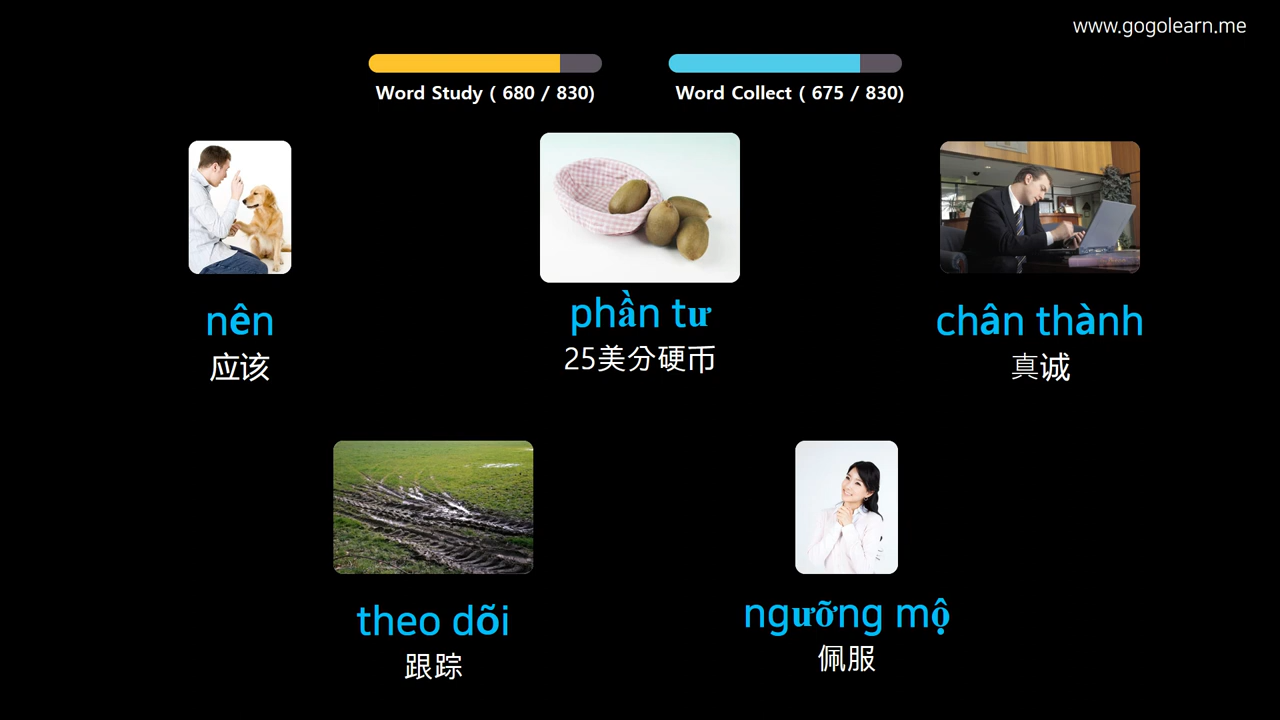 www.gogolearn.me
Word Study ( 680 / 830)
Word Collect ( 675 / 830)
nên
应该
phần tư
25美分硬币
chân thành
真诚
theo dõi
跟踪
ngưỡng mộ
佩服